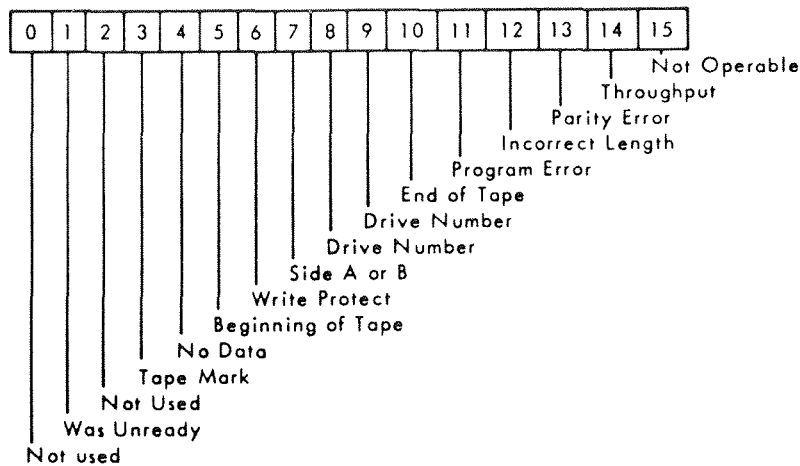 0 1 2 3 4 5 6 7 8 9 10 11 12 13 14 15
Not Operable
Throughput
Parity Error
Incorrect Length
Program Error
End of Tape
Drive Number
Drive Number
Side A or B
Write Protect
Beginning of Tape
No Data
Tape Mark
Not Used
Was Unready
Not used